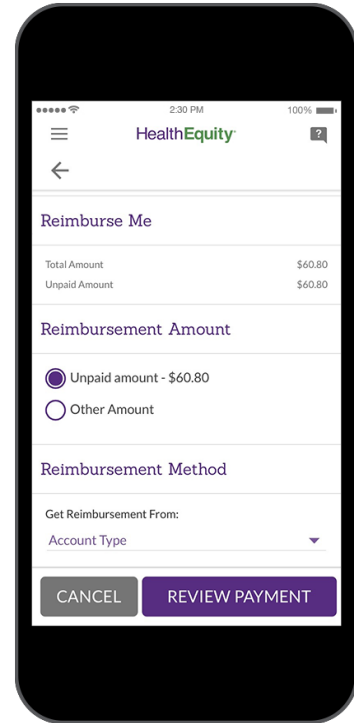 2:30 PM 100%
HealthEquity
?
Reimburse Me
Total Amount $60.80
Unpaid Amount $60.80
Reimbursement Amount
Unpaid amount - $60.80
Other Amount
Reimbursement Method
Get Reimbursement From:
Account Type
CANCEL REVIEW PAYMENT